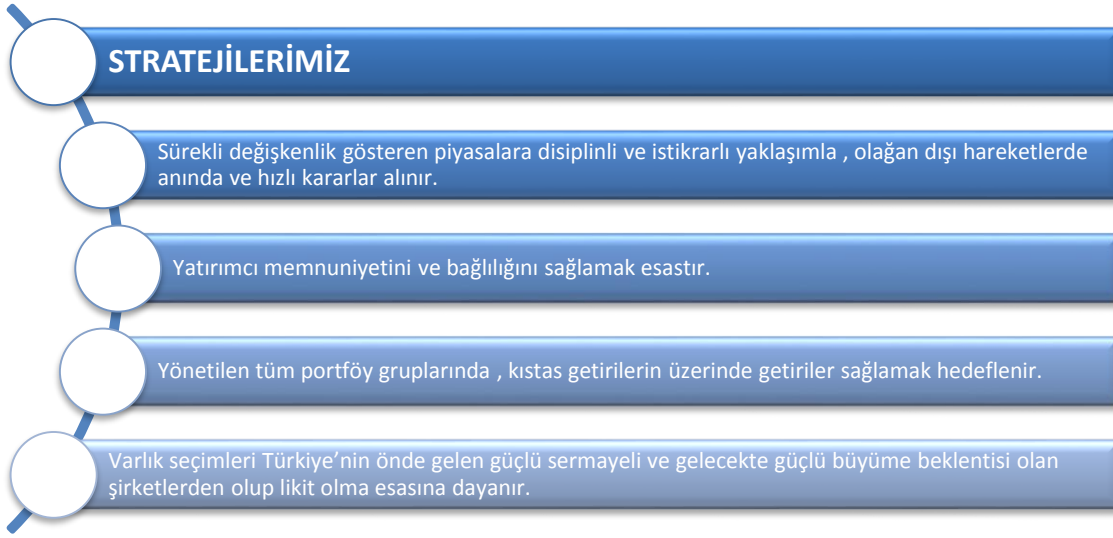 STRATEJİLERİMİZ
Sürekli değişkenlik gösteren piyasalara disiplinli ve istikrarlı yaklaşımla , olağan dışı hareketlerde
anında ve hızlı kararlar alınır.
Yatırımcı memnuniyetini ve bağlılığını sağlamak esastır.
Yönetilen tüm portföy gruplarında , kıstas getirilerin üzerinde getiriler sağlamak hedeflenir.
Varlık seçimleri Türkiye’nin önde gelen güçlü sermayeli ve gelecekte güçlü büyüme beklentisi olan
şirketlerden olup likit olma esasına dayanır.